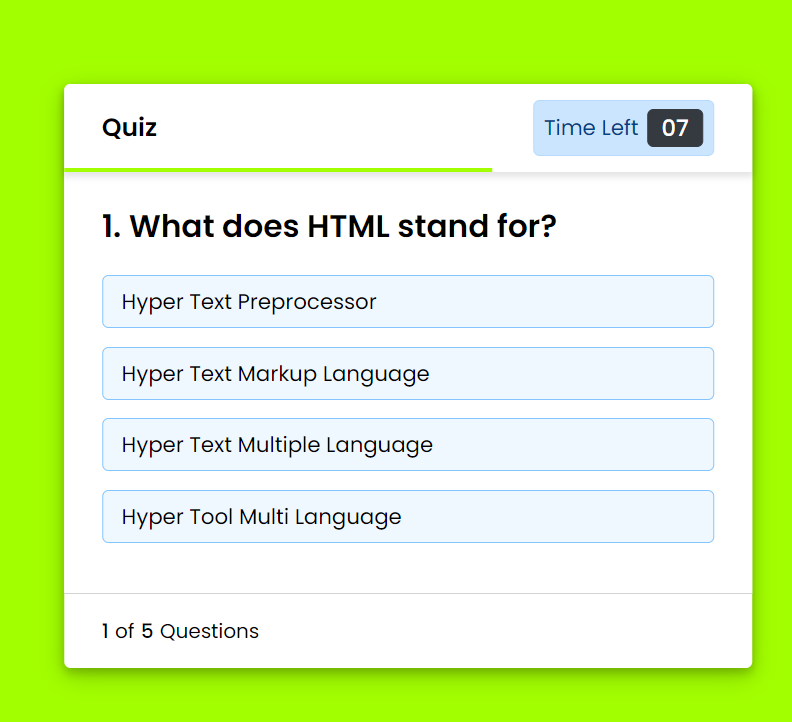 Quiz
Time Left 07
1. What does HTML stand for?
Hyper Text Preprocessor
Hyper Text Markup Language
Hyper Text Multiple Language
Hyper Tool Multi Language
1 of 5 Questions